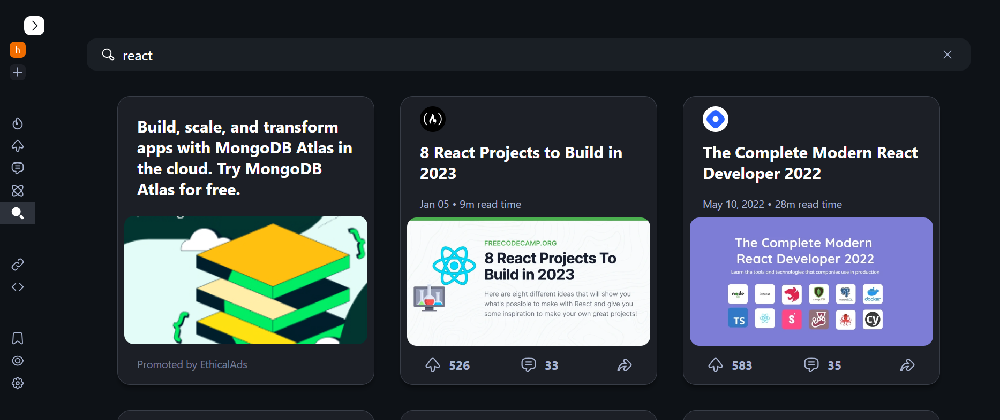 h
react
Build, scale, and transform
apps with MongoDB Atlas in
the cloud. Try MongoDB
Atlas for free.
Promoted by EthicalAds
8 React Projects to Build in
2023
Jan 05 • 9m read time
FREECODECAMP.ORG
8 React Projects To
Build in 2023
Here are eight different ideas that will show you
what's possible to make with React and give you
some inspiration to make your own great projects!
526
33
The Complete Modern React
Developer 2022
May 10, 2022 • 28m read time
The Complete Modern
React Developer 2022
Learn the tools and technologies that companies use in production
node
Express
mongoDB
PostgreSQL
docker
TS
S
cy
583
35